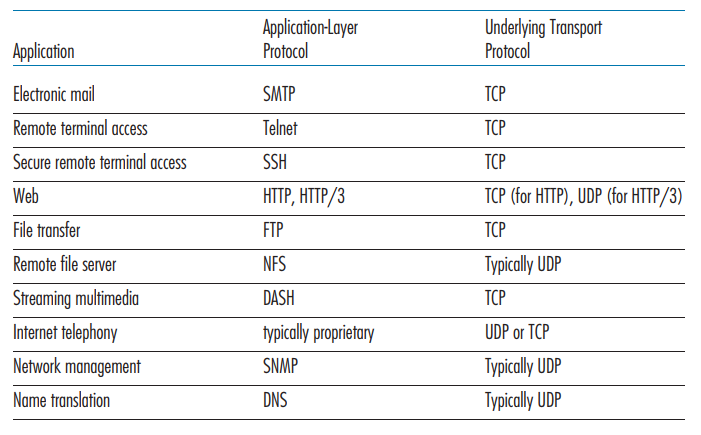 Application-Layer Underlying Transport
Application Protocol Protocol
Electronic mail SMTP TCP
Remote terminal access Telnet TCP
Secure remote terminal access SSH TCP
Web HTTP, HTTP/3 TCP (for HTTP), UDP (for HTTP/3)
File transfer FTP TCP
Remote file server NFS Typically UDP
Streaming multimedia DASH TCP
Internet telephony typically proprietary UDP or TCP
Network management SNMP Typically UDP
Name translation DNS Typically UDP